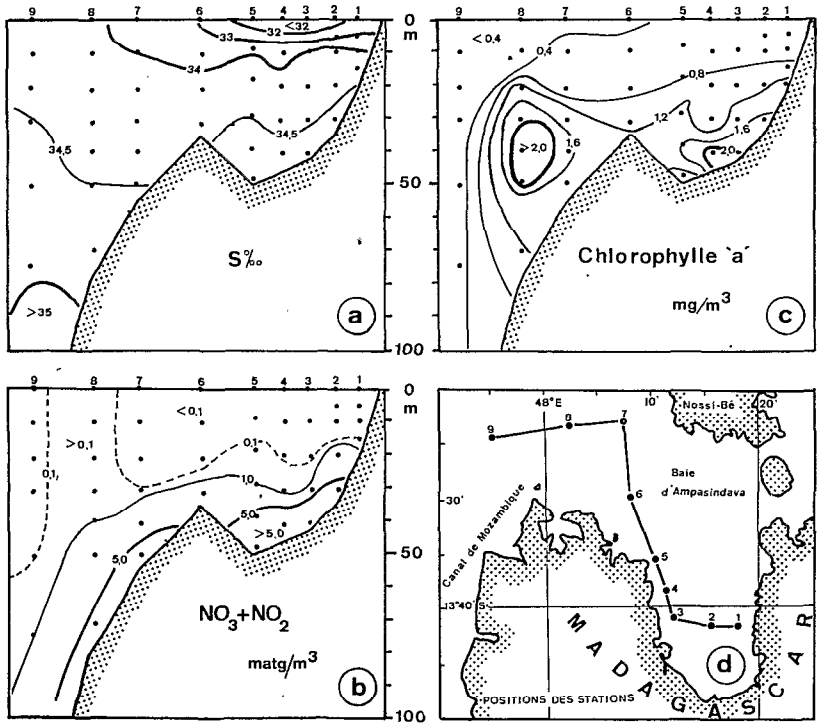 9 8 7 6 5 4 3 2 1
0
m
<32
32
33
34
34,5
34,5
50
S‰
>35
a
100
9 8 7 6 5 4 3 2 1
<0,4
0,4
0,8
1,2
1,6
2,0
>2,0
1,6
Chlorophylle 'a'
mg/m³
c
9 8 7 6 5 4 3 2 1
0
m
<0,1
>0,1
0,1
0,1
1,0
5,0
>5,0
5,0
50
NO₃+NO₂
matg/m³
b
100
48°E
10'
20'
Nossi-Bé
9 8 7
Baie
d'Ampasindava
6
30'
Canal de Mozambique
5
4
13°40' S
3 2 1
MADAGASCAR
d
POSITIONS DES STATIONS